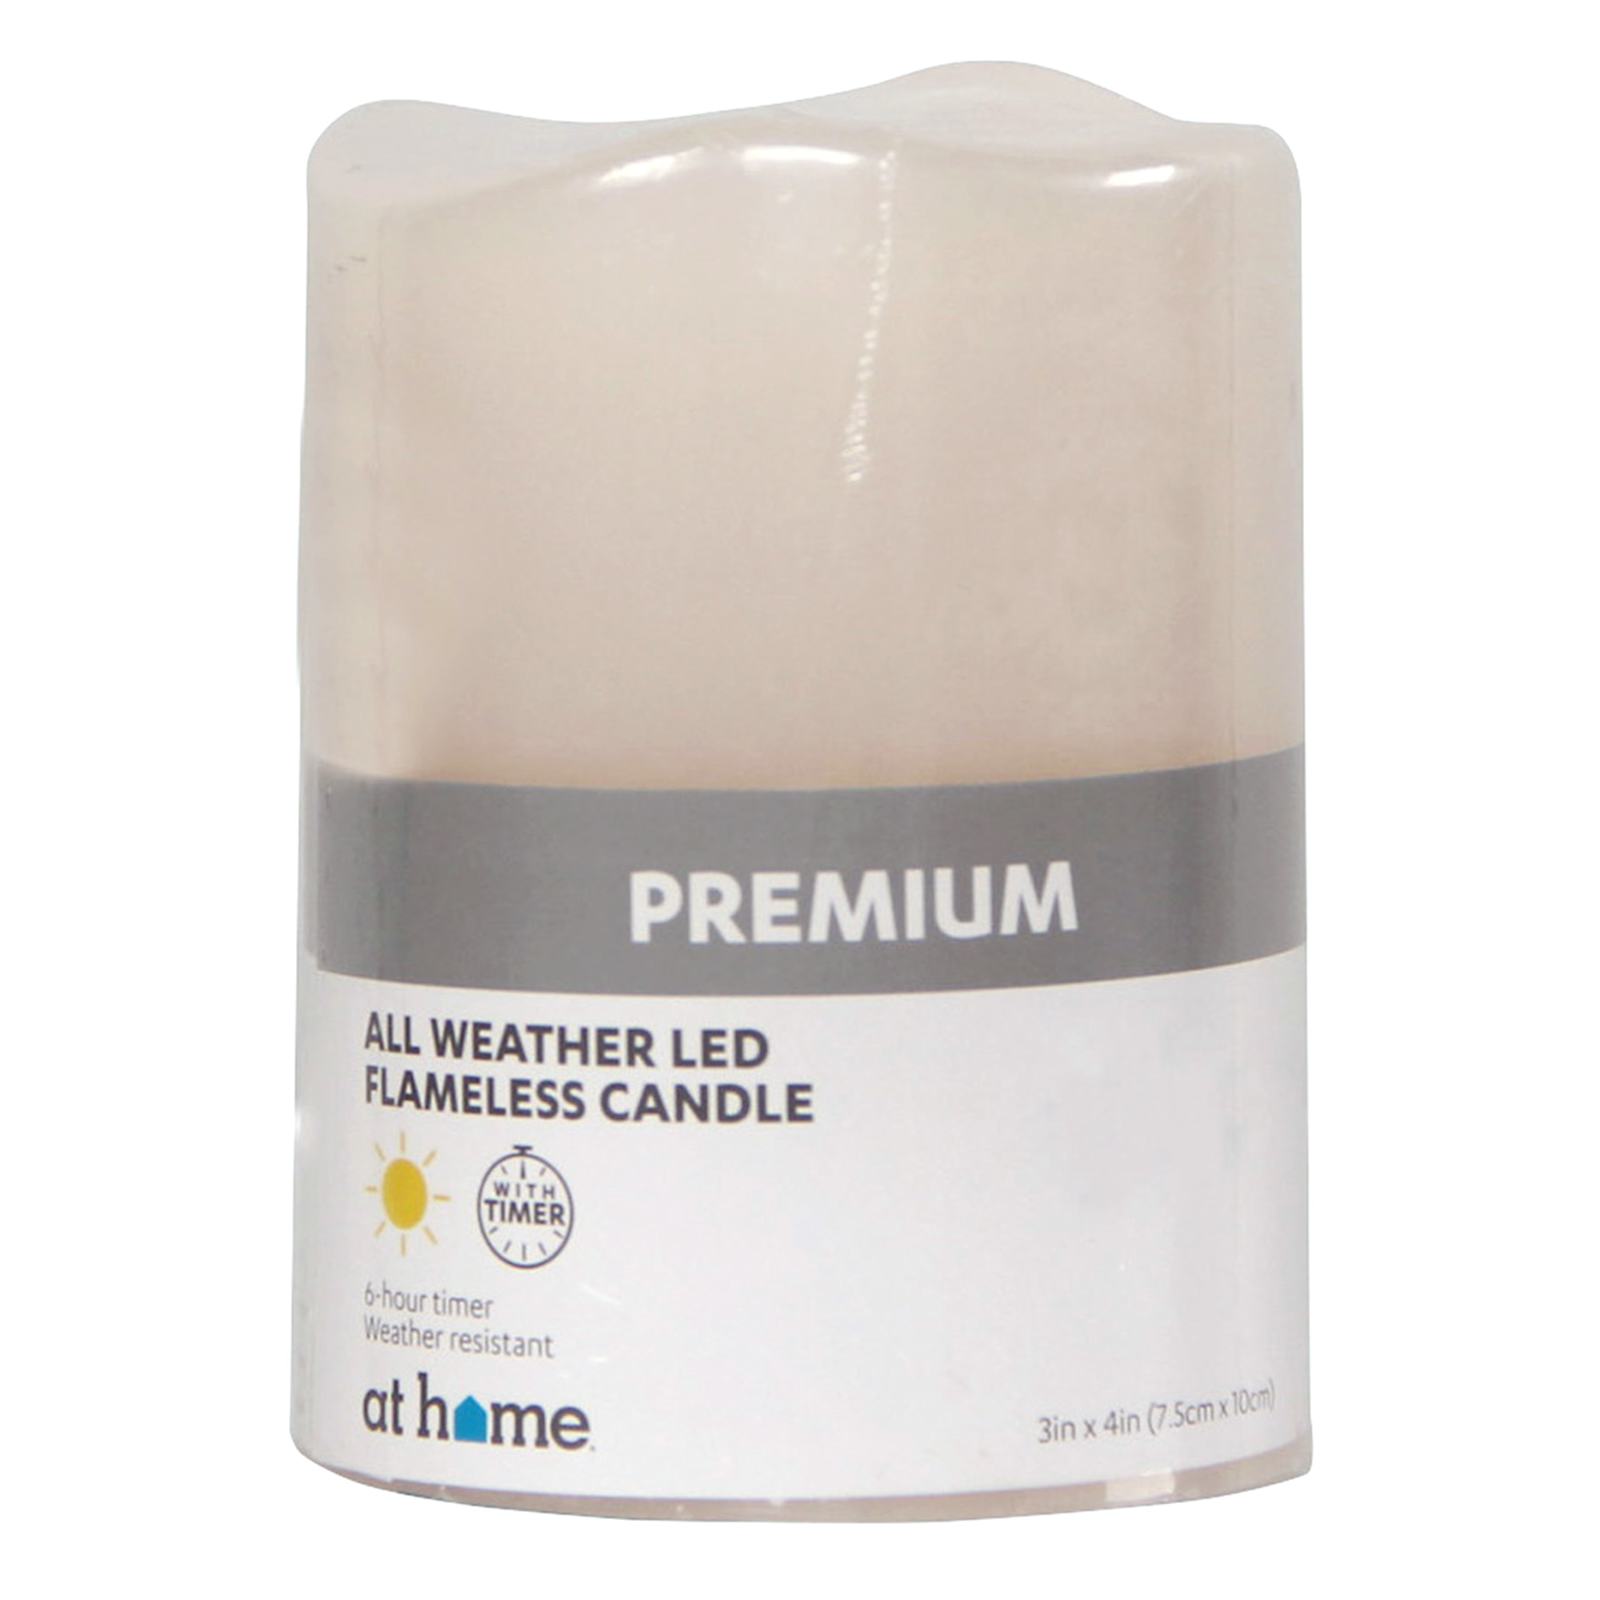 PREMIUM
ALL WEATHER LED
FLAMELESS CANDLE
WITH
TIMER
6-hour timer
Weather resistant
at home
3in x 4in (7.5cm x 10cm)